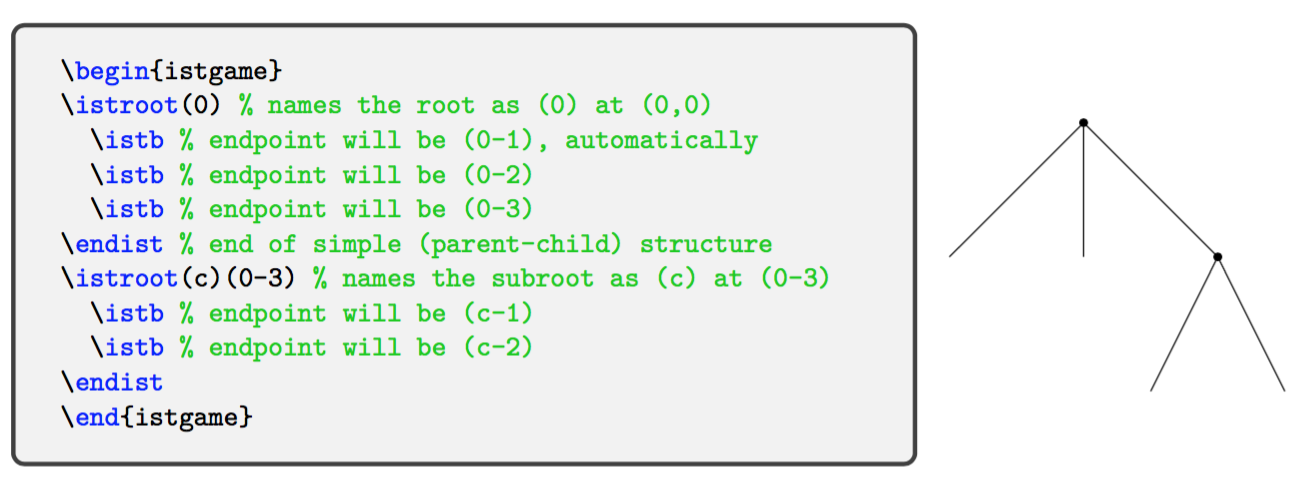 \begin{istgame}
\istroot(0) % names the root as (0) at (0,0)
\istb % endpoint will be (0-1), automatically
\istb % endpoint will be (0-2)
\istb % endpoint will be (0-3)
\endist % end of simple (parent-child) structure
\istroot(c)(0-3) % names the subroot as (c) at (0-3)
\istb % endpoint will be (c-1)
\istb % endpoint will be (c-2)
\endist
\end{istgame}